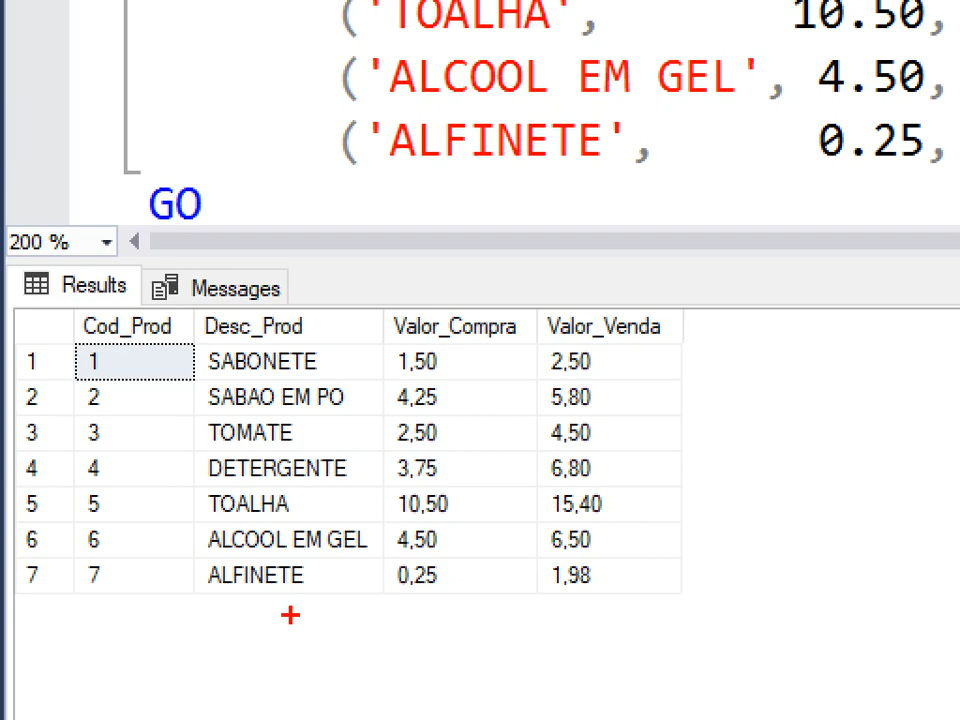 ('TOALHA', 10.50,
('ALCOOL EM GEL', 4.50,
('ALFINETE', 0.25,
GO
200 %
Results Messages
Cod_Prod Desc_Prod Valor_Compra Valor_Venda
1 1 SABONETE 1,50 2,50
2 2 SABAO EM PO 4,25 5,80
3 3 TOMATE 2,50 4,50
4 4 DETERGENTE 3,75 6,80
5 5 TOALHA 10,50 15,40
6 6 ALCOOL EM GEL 4,50 6,50
7 7 ALFINETE 0,25 1,98